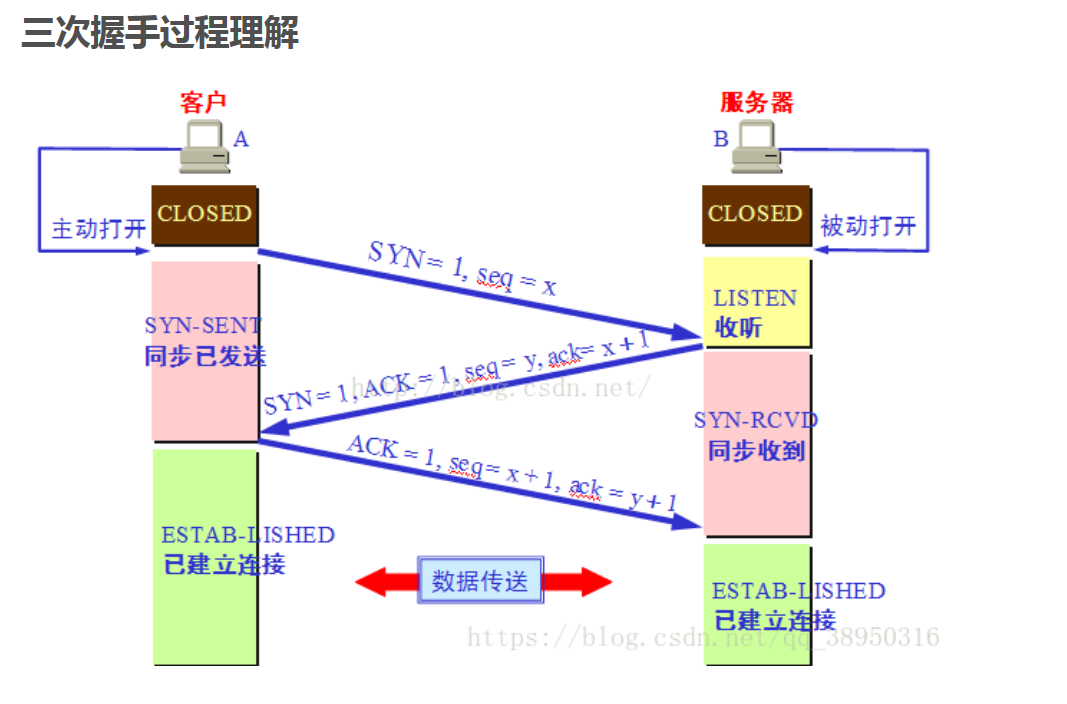 三次握手过程理解
客户
服务器
A
B
CLOSED
CLOSED
主动打开
被动打开
SYN = 1, seq = x
SYN-SENT
同步已发送
LISTEN
收听
SYN = 1, ACK = 1, seq = y, ack= x + 1
http://blog.csdn.net/
SYN-RCVD
同步收到
ACK = 1, seq= x + 1, ack = y + 1
ESTAB-LISHED
已建立连接
数据传送
ESTAB-LISHED
已建立连接
https://blog.csdn.net/qq_38950316